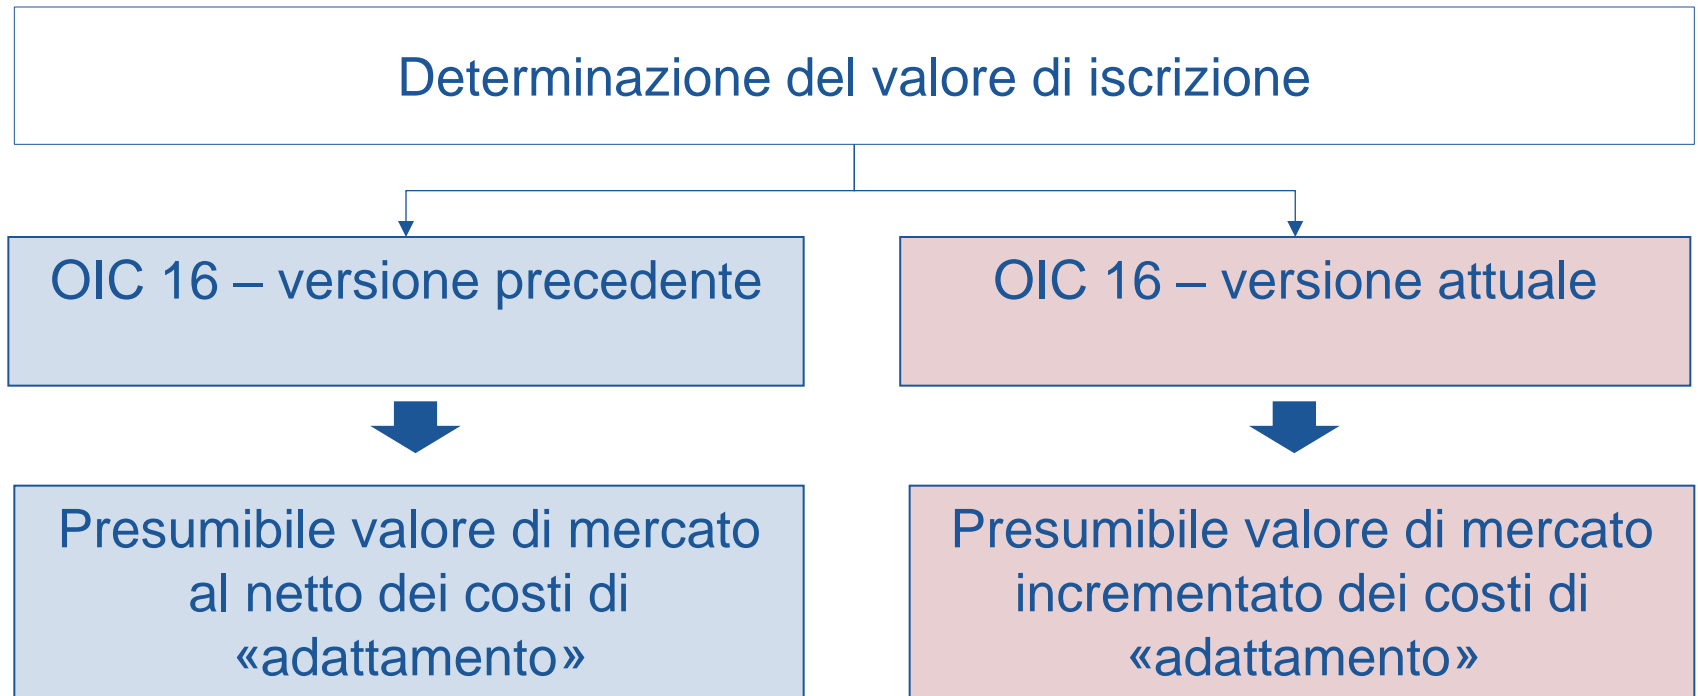 Determinazione del valore di iscrizione
OIC 16 – versione precedente
OIC 16 – versione attuale
Presumibile valore di mercato
al netto dei costi di
«adattamento»
Presumibile valore di mercato
incrementato dei costi di
«adattamento»